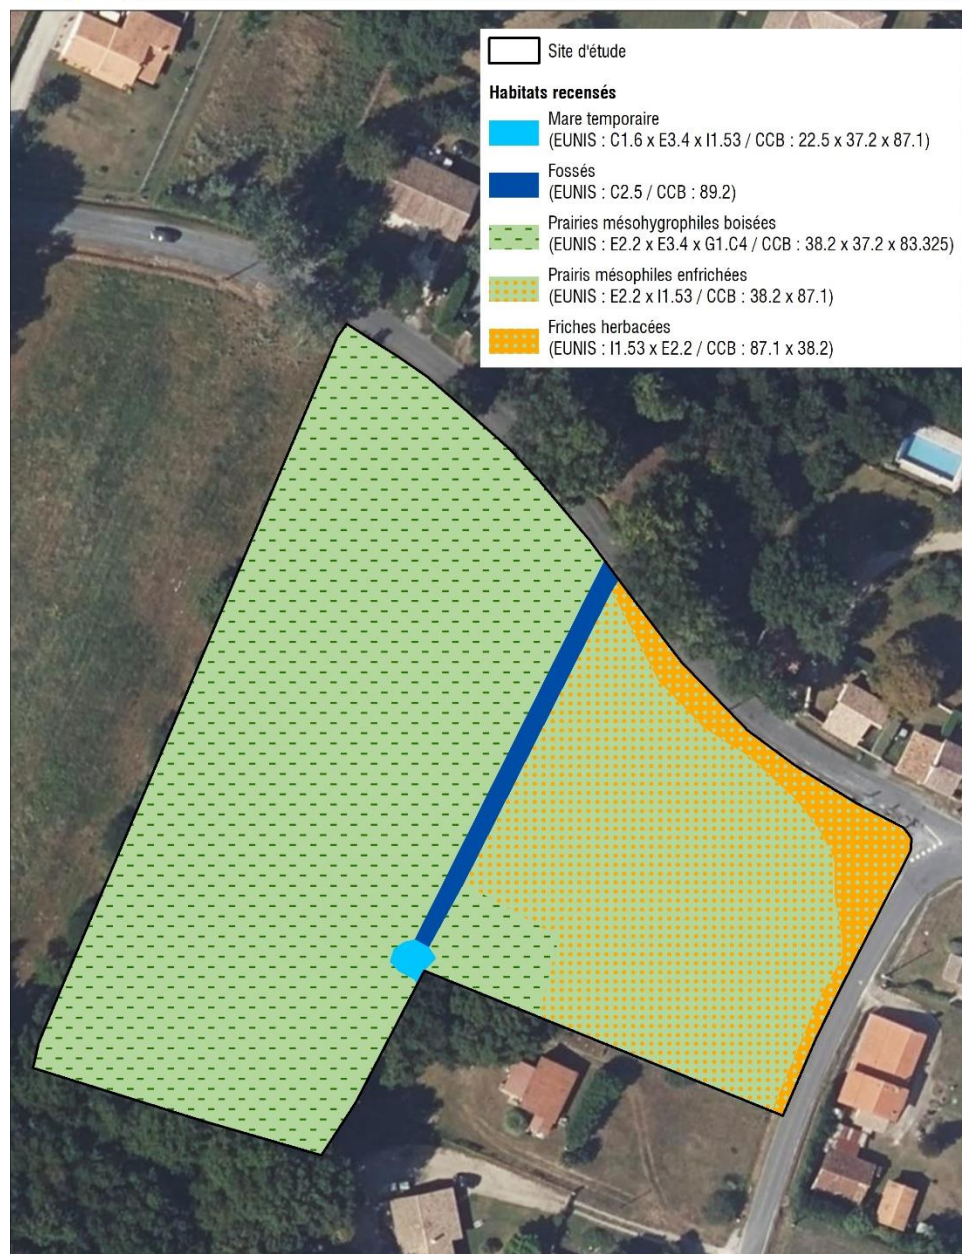 Site d'étude
Habitats recensés
Mare temporaire
(EUNIS : C1.6 x E3.4 x I1.53 / CCB : 22.5 x 37.2 x 87.1)
Fossés
(EUNIS : C2.5 / CCB : 89.2)
Prairies mésohygrophiles boisées
(EUNIS : E2.2 x E3.4 x G1.C4 / CCB : 38.2 x 37.2 x 83.325)
Prairis mésophiles enfrichées
(EUNIS : E2.2 x I1.53 / CCB : 38.2 x 87.1)
Friches herbacées
(EUNIS : I1.53 x E2.2 / CCB : 87.1 x 38.2)